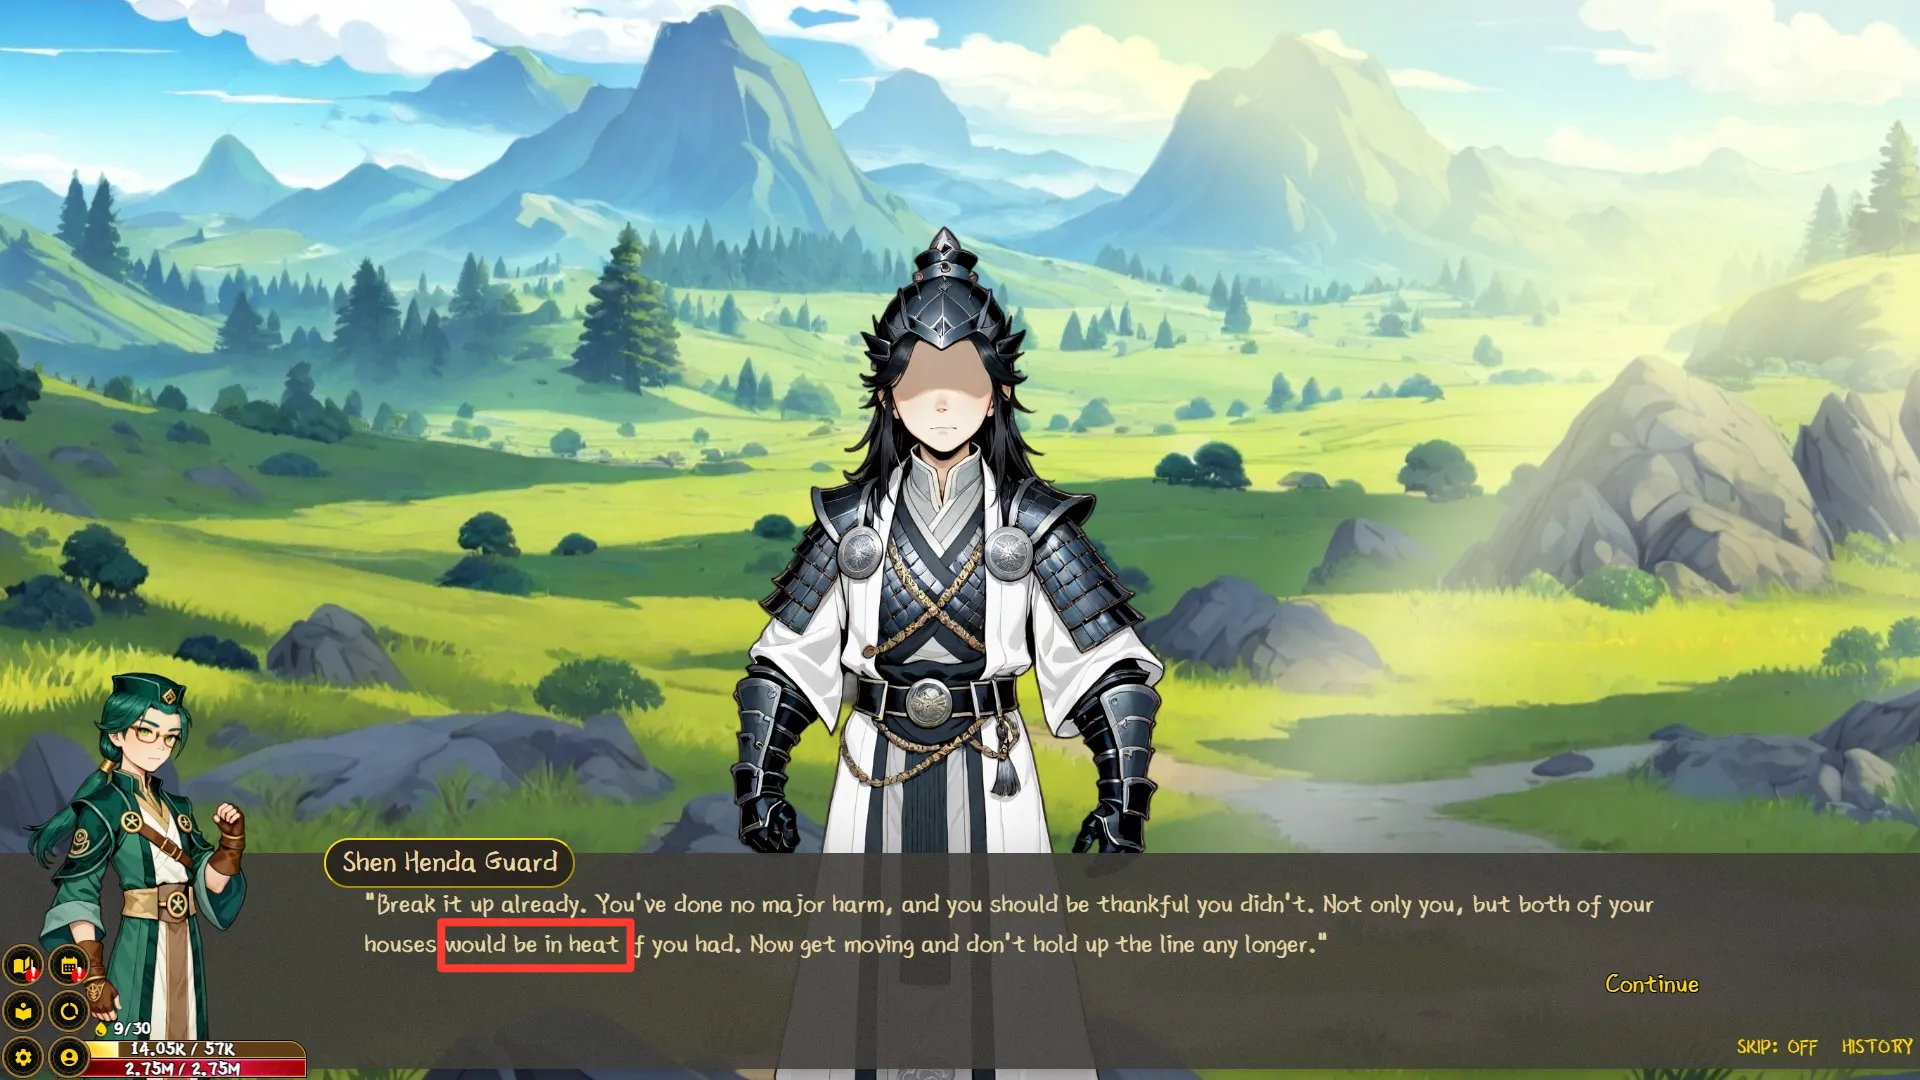 Shen Henda Guard
"Break it up already. You've done no major harm, and you should be thankful you didn't. Not only you, but both of your
houses would be in heat if you had. Now get moving and don't hold up the line any longer."
Continue
9/30
14.05K / 57K
2.75M / 2.75M
SKIP: OFF HISTORY